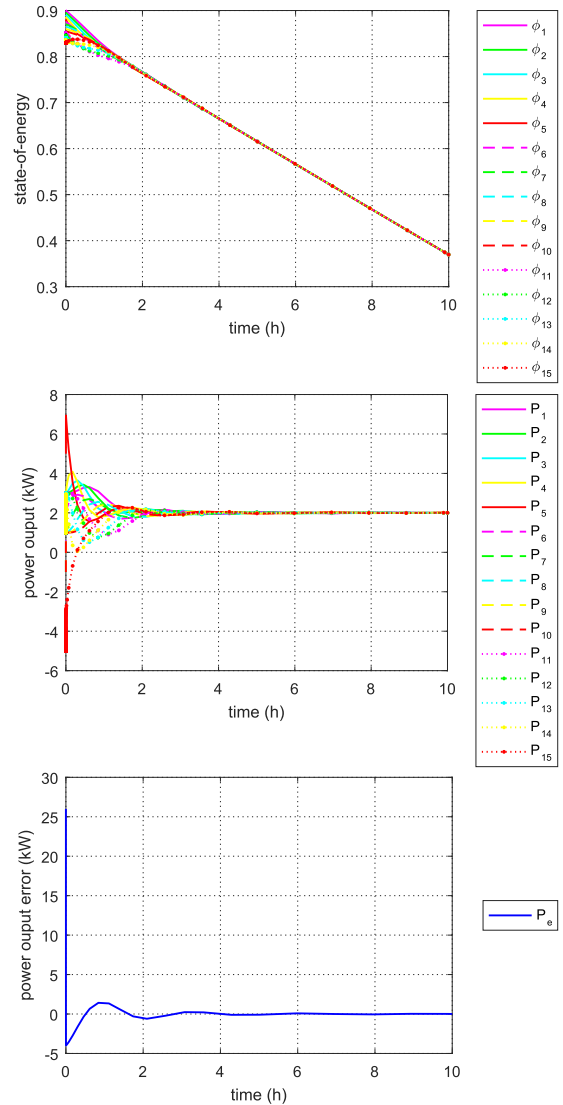 0.9
0.8
0.7
0.6
0.5
0.4
0.3
state-of-energy
0 2 4 6 8 10
time (h)
ϕ1
ϕ2
ϕ3
ϕ4
ϕ5
ϕ6
ϕ7
ϕ8
ϕ9
ϕ10
ϕ11
ϕ12
ϕ13
ϕ14
ϕ15
8
6
4
2
0
-2
-4
-6
power ouput (kW)
0 2 4 6 8 10
time (h)
P1
P2
P3
P4
P5
P6
P7
P8
P9
P10
P11
P12
P13
P14
P15
30
25
20
15
10
5
0
-5
power ouput error (kW)
0 2 4 6 8 10
time (h)
Pe